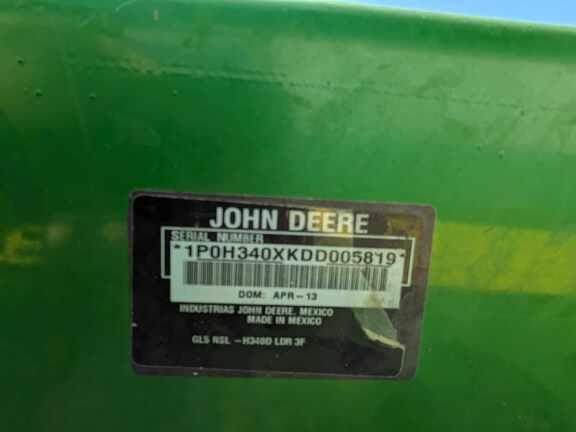 JOHN DEERE
SERIAL NUMBER
*1P0H340XKDD005819*
DOM: APR-13
INDUSTRIAS JOHN DEERE, MEXICO
MADE IN MEXICO
GLS NSL -H340D LDR 3F